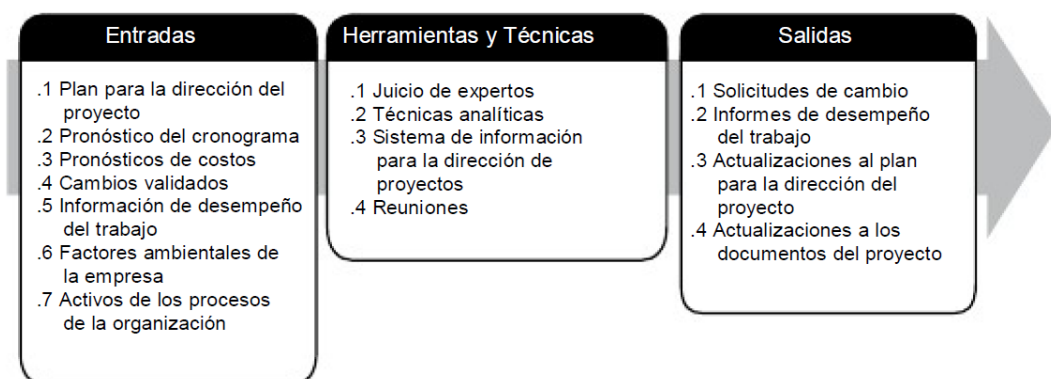 Entradas
.1 Plan para la dirección del
proyecto
.2 Pronóstico del cronograma
.3 Pronósticos de costos
.4 Cambios validados
.5 Información de desempeño
del trabajo
.6 Factores ambientales de
la empresa
.7 Activos de los procesos
de la organización
Herramientas y Técnicas
.1 Juicio de expertos
.2 Técnicas analíticas
.3 Sistema de información
para la dirección de
proyectos
.4 Reuniones
Salidas
.1 Solicitudes de cambio
.2 Informes de desempeño
del trabajo
.3 Actualizaciones al plan
para la dirección del
proyecto
.4 Actualizaciones a los
documentos del proyecto